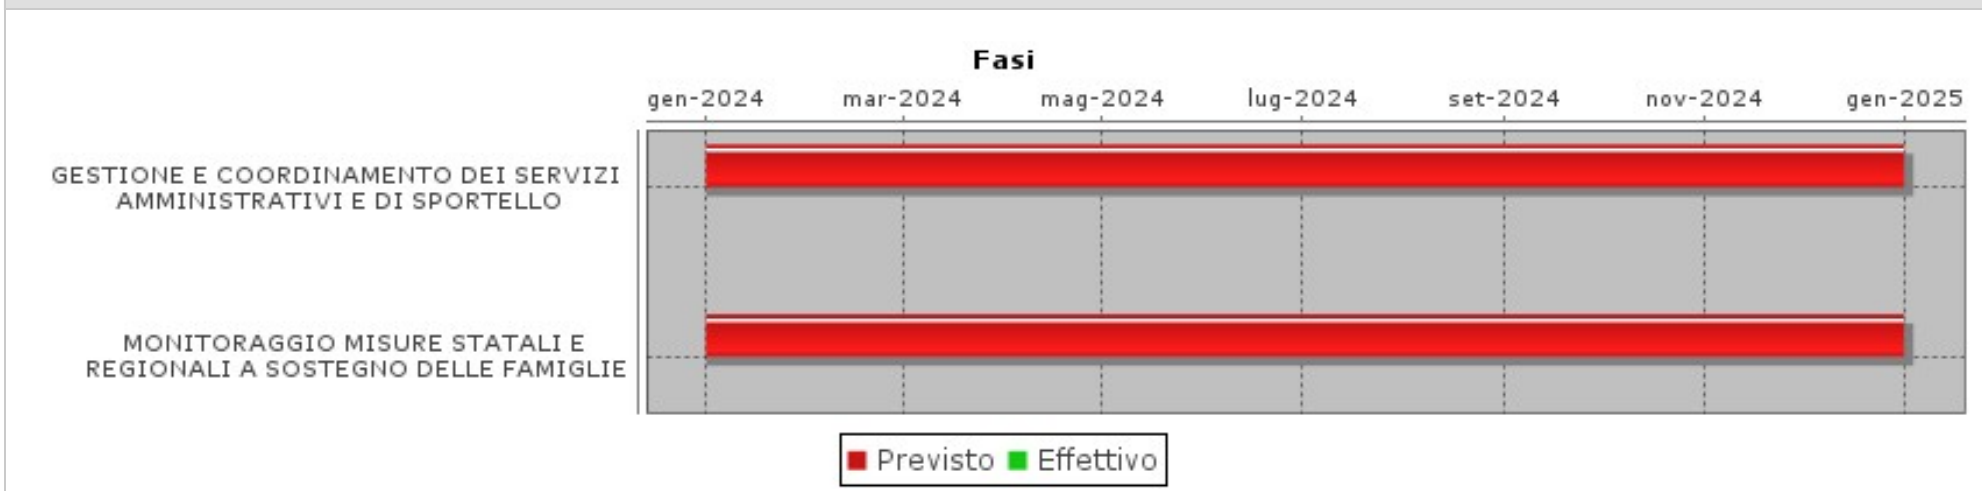 Fasi
gen-2024 mar-2024 mag-2024 lug-2024 set-2024 nov-2024 gen-2025
GESTIONE E COORDINAMENTO DEI SERVIZI
AMMINISTRATIVI E DI SPORTELLO
MONITORAGGIO MISURE STATALI E
REGIONALI A SOSTEGNO DELLE FAMIGLIE
Previsto Effettivo